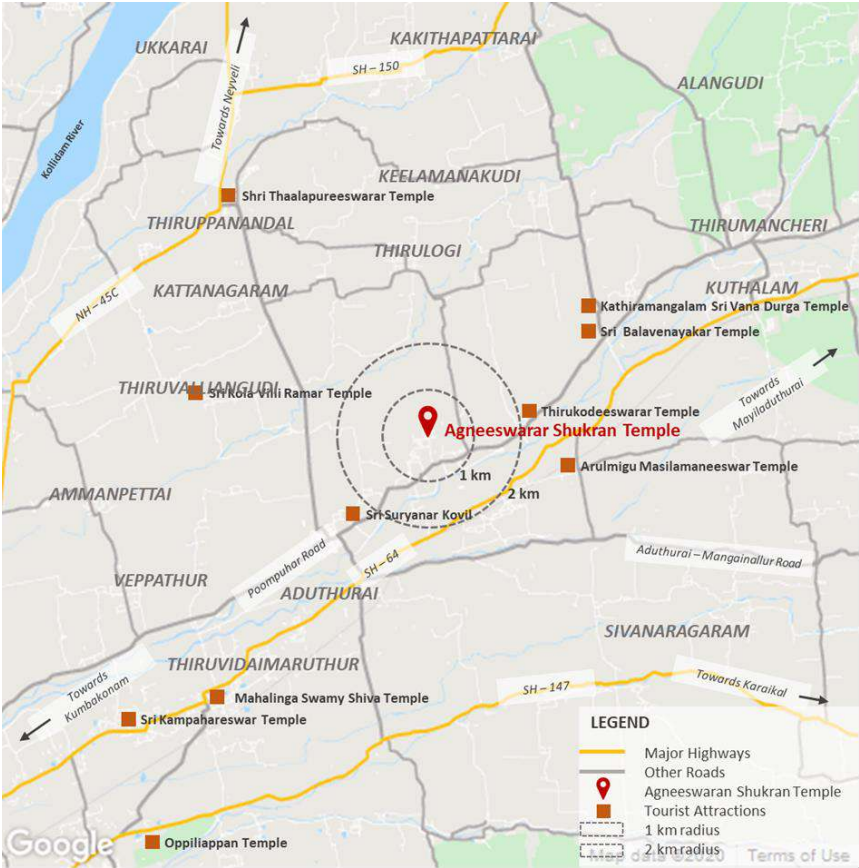 UKKARAI
KAKITHAPATTARAI
SH – 150
ALANGUDI
Towards Neyveli
Kollidam River
KEELAMANAKUDI
Shri Thaalapureeswarar Temple
THIRUPPANANDAL
THIRUMANCHERI
THIRULOGI
KATTANAGARAM
KUTHALAM
NH – 45C
Kathiramangalam Sri Vana Durga Temple
Sri Balavenayakar Temple
THIRUVALLIANGUDI
Sri Kola Villi Ramar Temple
Towards
Mayiladuthurai
Thirukodeeswarar Temple
Agneeswarar Shukran Temple
Arulmigu Masilamaneeswar Temple
1 km
2 km
AMMANPETTAI
Sri Suryanar Kovil
Poompuhar Road
SH – 64
Aduthurai – Mangainallur Road
VEPPATHUR
ADUTHURAI
SIVANARAGARAM
THIRUVIDAIMARUTHUR
Towards
Kumbakonam
Mahalinga Swamy Shiva Temple
SH – 147
Towards Karaikal
Sri Kampahareswar Temple
LEGEND
Major Highways
Other Roads
Agneeswaran Shukran Temple
Tourist Attractions
1 km radius
2 km radius
Oppiliappan Temple
Google
Map data ©2020
Terms of Use